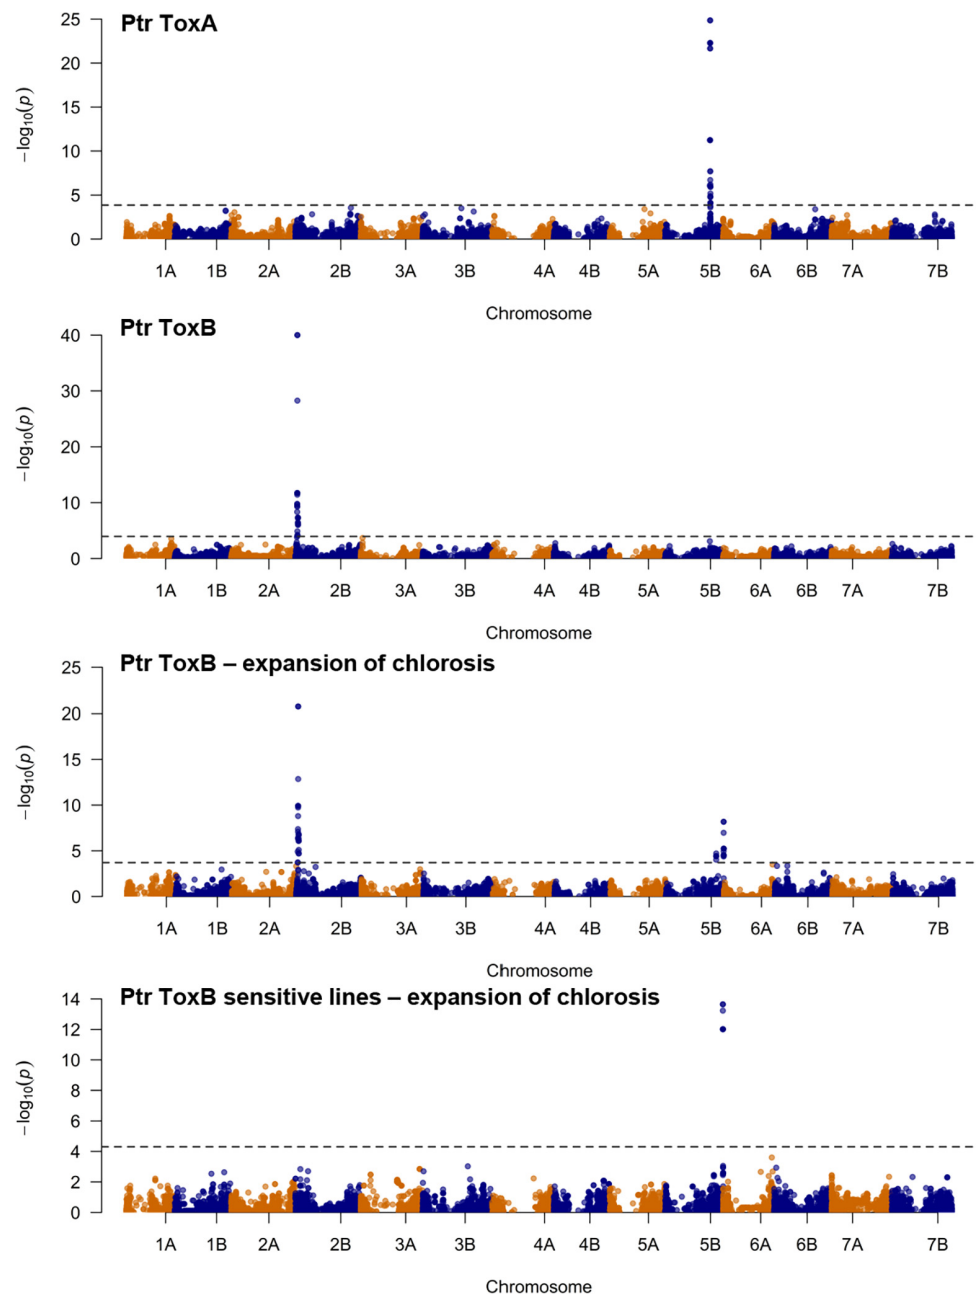 Ptr ToxA
25
20
15
10
5
0
−log10(p)
1A 1B 2A 2B 3A 3B 4A 4B 5A 5B 6A 6B 7A 7B
Chromosome
Ptr ToxB
40
30
20
10
0
−log10(p)
1A 1B 2A 2B 3A 3B 4A 4B 5A 5B 6A 6B 7A 7B
Chromosome
Ptr ToxB – expansion of chlorosis
25
20
15
10
5
0
−log10(p)
1A 1B 2A 2B 3A 3B 4A 4B 5A 5B 6A 6B 7A 7B
Chromosome
Ptr ToxB sensitive lines – expansion of chlorosis
14
12
10
8
6
4
2
0
−log10(p)
1A 1B 2A 2B 3A 3B 4A 4B 5A 5B 6A 6B 7A 7B
Chromosome